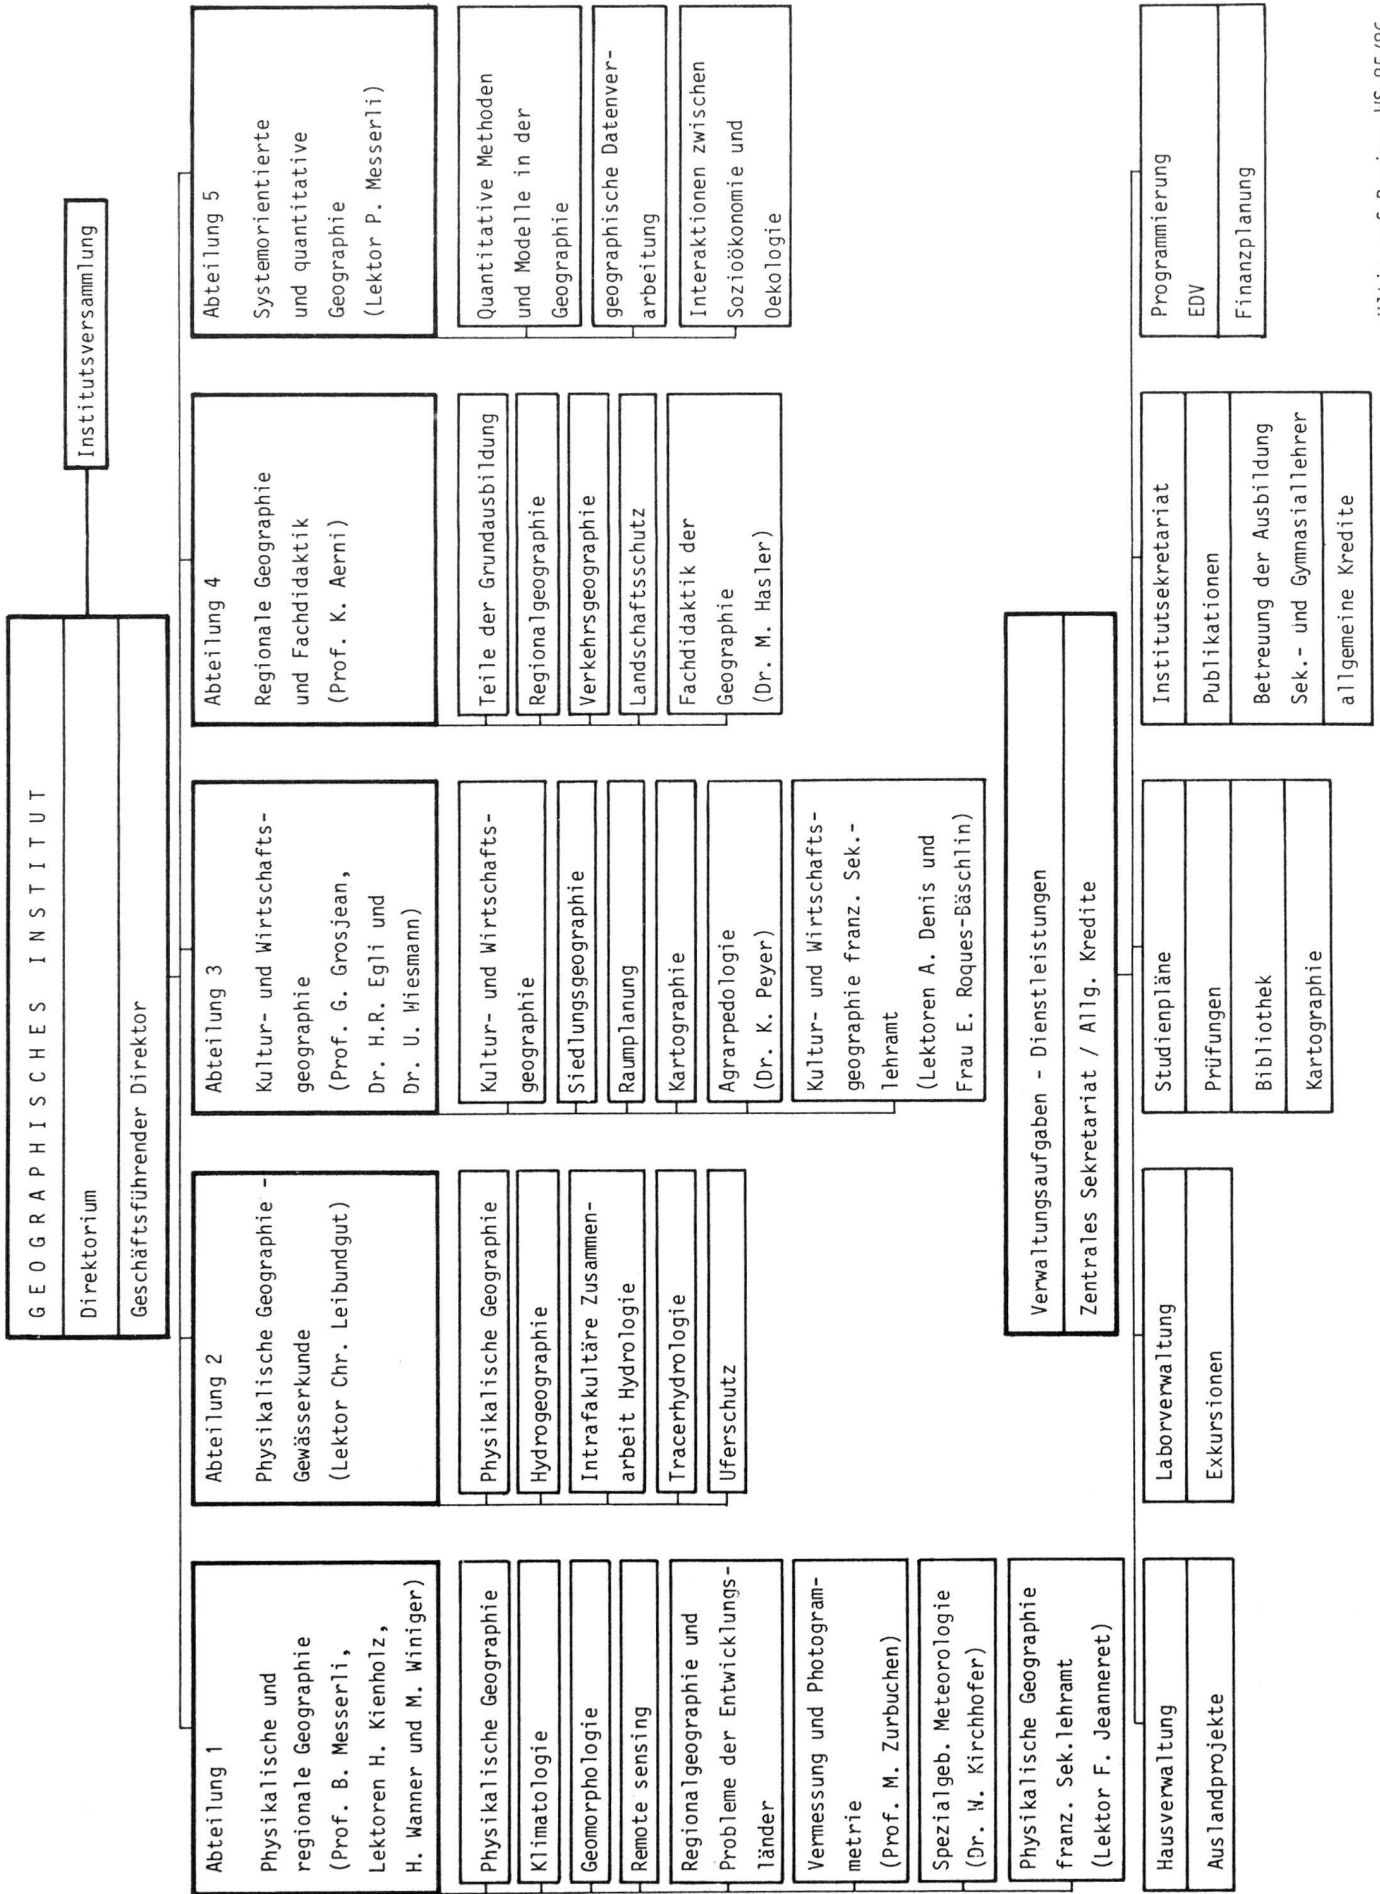 GEOGRAPHISCHES INSTITUT
Direktorium
Geschäftsführender Direktor
Institutsversammlung
Abteilung 1
Physikalische und
regionale Geographie
(Prof. B. Messerli,
Lektoren H. Kienholz,
H. Wanner und M. Winiger)
Physikalische Geographie
Klimatologie
Geomorphologie
Remote sensing
Regionalgeographie und
Probleme der Entwicklungs-
länder
Vermessung und Photogram-
metrie
(Prof. M. Zurbuchen)
Spezialgeb. Meteorologie
(Dr. W. Kirchhofer)
Physikalische Geographie
franz. Sek.lehramt
(Lektor F. Jeanneret)
Abteilung 2
Physikalische Geographie -
Gewässerkunde
(Lektor Chr. Leibundgut)
Physikalische Geographie
Hydrogeographie
Intrafakultäre Zusammen-
arbeit Hydrologie
Tracerhydrologie
Uferschutz
Abteilung 3
Kultur- und Wirtschafts-
geographie
(Prof. G. Grosjean,
Dr. H.R. Egli und
Dr. U. Wiesmann)
Kultur- und Wirtschafts-
geographie
Siedlungsgeographie
Raumplanung
Kartographie
Agrarpedologie
(Dr. K. Peyer)
Kultur- und Wirtschafts-
geographie franz. Sek.-
lehramt
(Lektoren A. Denis und
Frau E. Roques-Bäschlin)
Abteilung 4
Regionale Geographie
und Fachdidaktik
(Prof. K. Aerni)
Teile der Grundausbildung
Regionalgeographie
Verkehrsgeographie
Landschaftsschutz
Fachdidaktik der
Geographie
(Dr. M. Hasler)
Abteilung 5
Systemorientierte
und quantitative
Geographie
(Lektor P. Messerli)
Quantitative Methoden
und Modelle in der
Geographie
geographische Datenver-
arbeitung
Interaktionen zwischen
Sozioökonomie und
Oekologie
Verwaltungsaufgaben - Dienstleistungen
Zentrales Sekretariat / Allg. Kredite
Hausverwaltung
Auslandprojekte
Laborverwaltung
Exkursionen
Studienpläne
Prüfungen
Bibliothek
Kartographie
Institutsekretariat
Publikationen
Betreuung der Ausbildung
Sek.- und Gymnasiallehrer
allgemeine Kredite
Programmierung
EDV
Finanzplanung